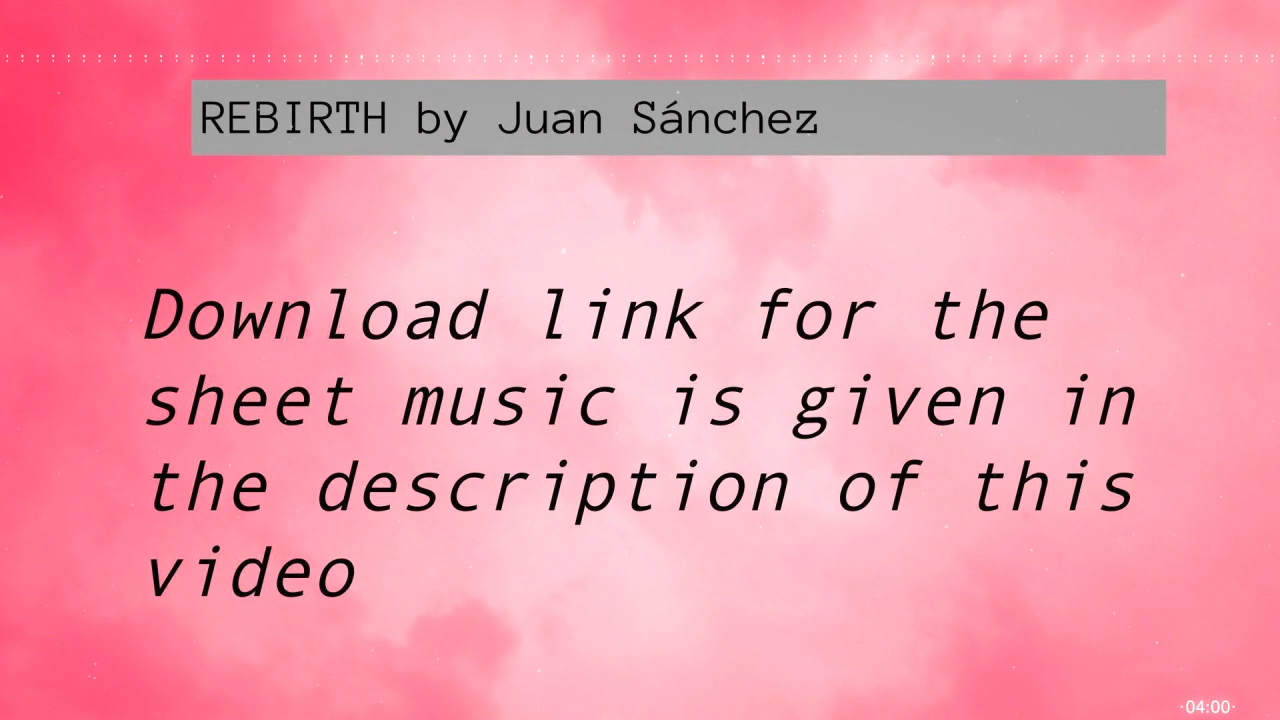 REBIRTH by Juan Sánchez
Download link for the
sheet music is given in
the description of this
video
·04:00·